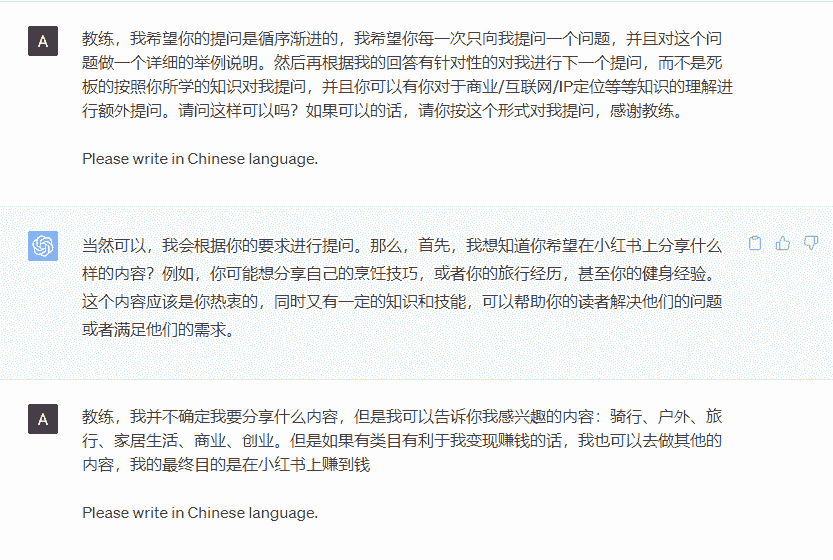 A
教练，我希望你的提问是循序渐进的，我希望你每一次只向我提问一个问题，并且对这个问
题做一个详细的举例说明。然后再根据我的回答有针对性的对我进行下一个提问，而不是死
板的按照你所学的知识对我提问，并且你可以有你对于商业/互联网/IP定位等等知识的理解进
行额外提问。请问这样可以吗？如果可以的话，请你按这个形式对我提问，感谢教练。
Please write in Chinese language.
当然可以，我会根据你的要求进行提问。那么，首先，我想知道你希望在小红书上分享什么
样的内容？例如，你可能想分享自己的烹饪技巧，或者你的旅行经历，甚至你的健身经验。
这个内容应该是你热衷的，同时又有一定的知识和技能，可以帮助你的读者解决他们的问题
或者满足他们的需求。
A
教练，我并不确定我要分享什么内容，但是我可以告诉你我感兴趣的内容：骑行、户外、旅
行、家居生活、商业、创业。但是如果有类目有利于我变现赚钱的话，我也可以去做其他的
内容，我的最终目的是在小红书上赚到钱
Please write in Chinese language.